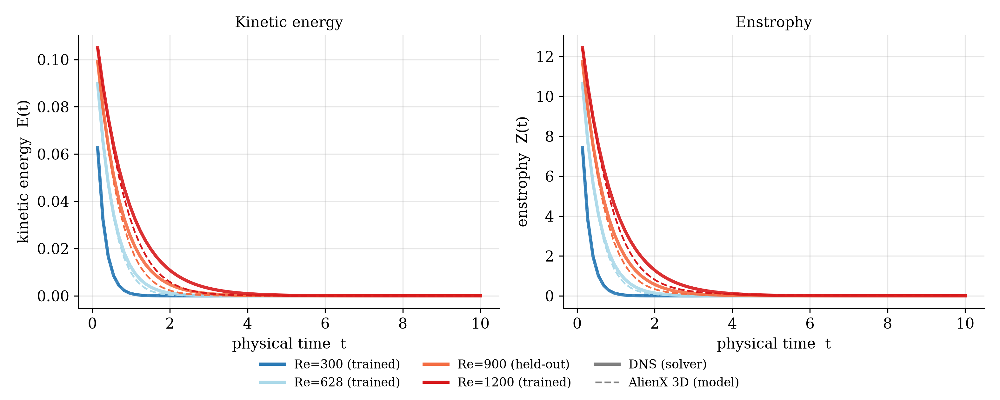 Kinetic energy
kinetic energy E(t)
0.10
0.08
0.06
0.04
0.02
0.00
0 2 4 6 8 10
physical time t
Enstrophy
enstrophy Z(t)
12
10
8
6
4
2
0
0 2 4 6 8 10
physical time t
Re=300 (trained)
Re=628 (trained)
Re=900 (held-out)
Re=1200 (trained)
DNS (solver)
AlienX 3D (model)